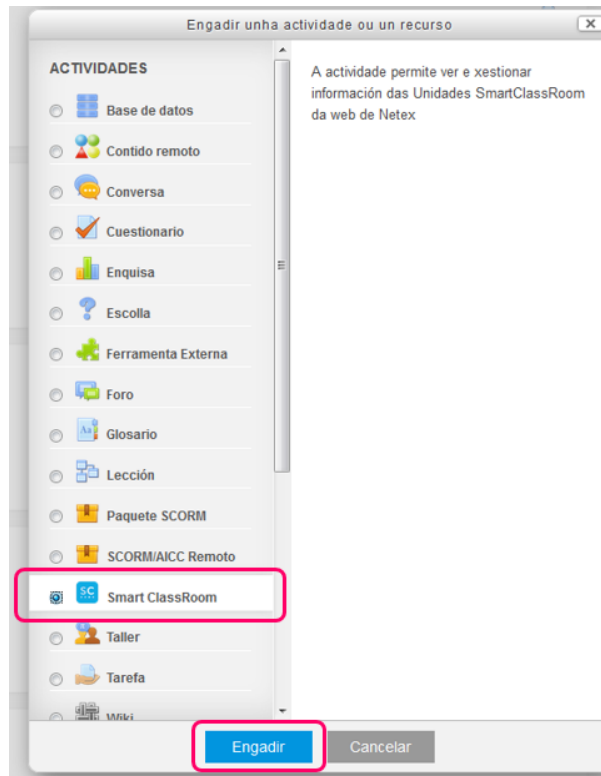 Engadir unha actividade ou un recurso
ACTIVIDADES
Base de datos
Contido remoto
Conversa
Cuestionario
Enquisa
Escolla
Ferramenta Externa
Foro
Glosario
Lección
Paquete SCORM
SCORM/AICC Remoto
SC
Smart ClassRoom
Taller
Tarefa
Wiki
A actividade permite ver e xestionar
información das Unidades SmartClassRoom
da web de Netex
Engadir
Cancelar